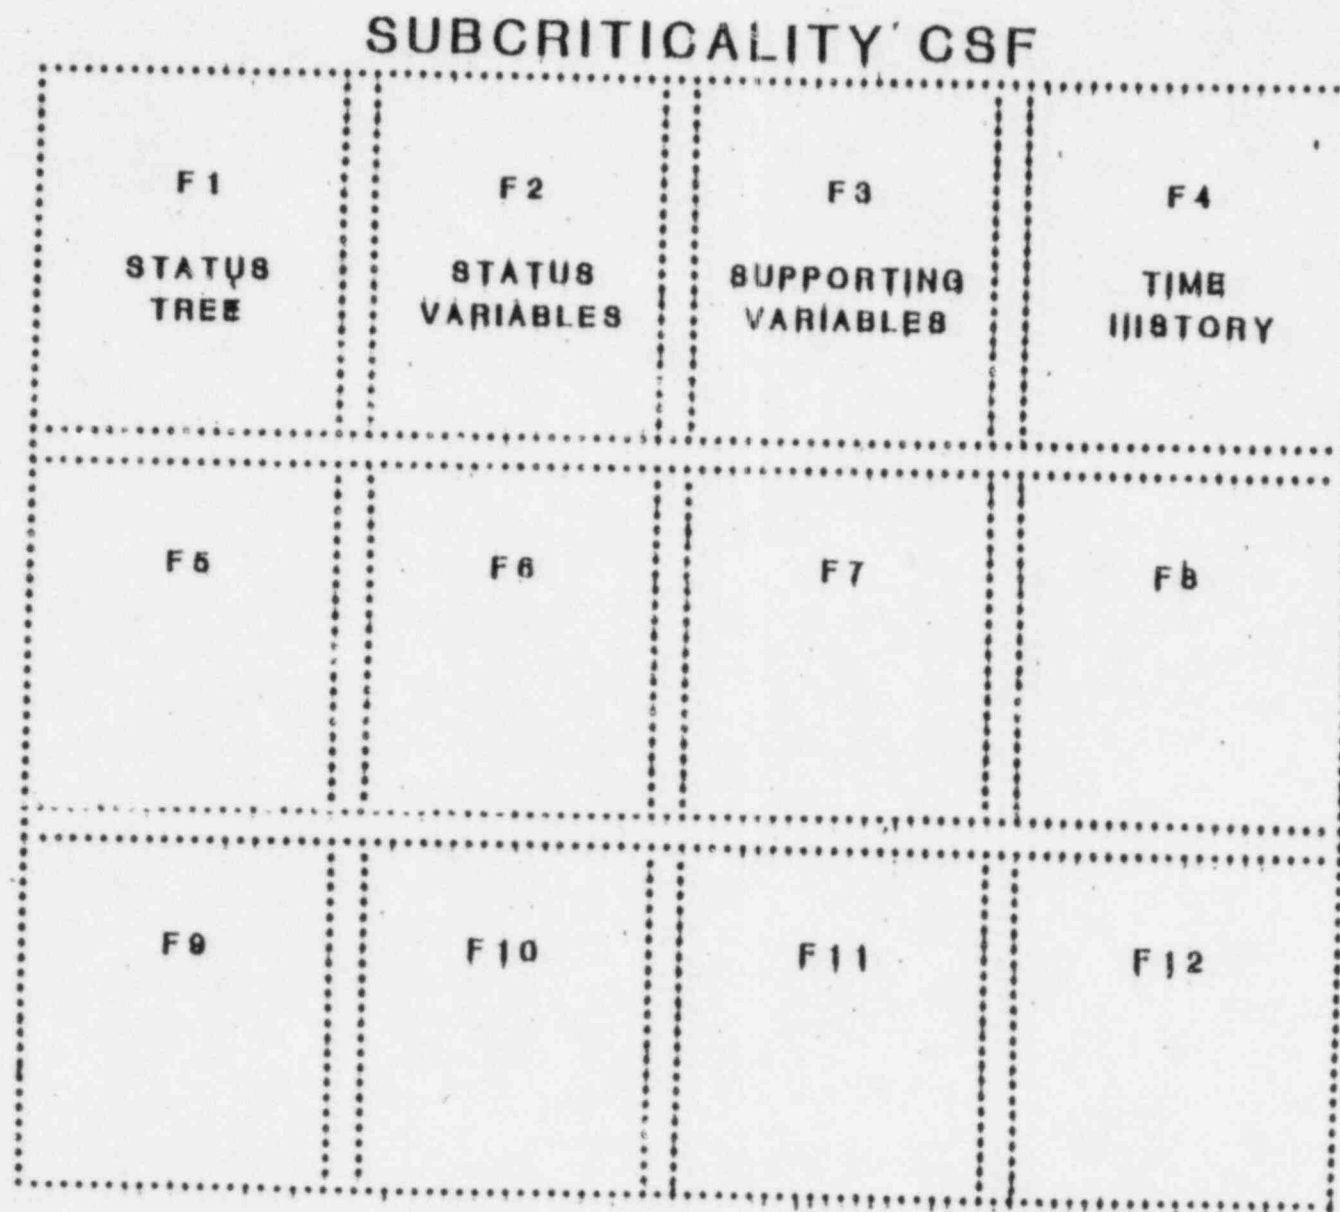 SUBCRITICALITY CSF
F1
STATUS
TREE
F2
STATUS
VARIABLES
F3
SUPPORTING
VARIABLES
F4
TIME
HISTORY
F5
F6
F7
F8
F9
F10
F11
F12